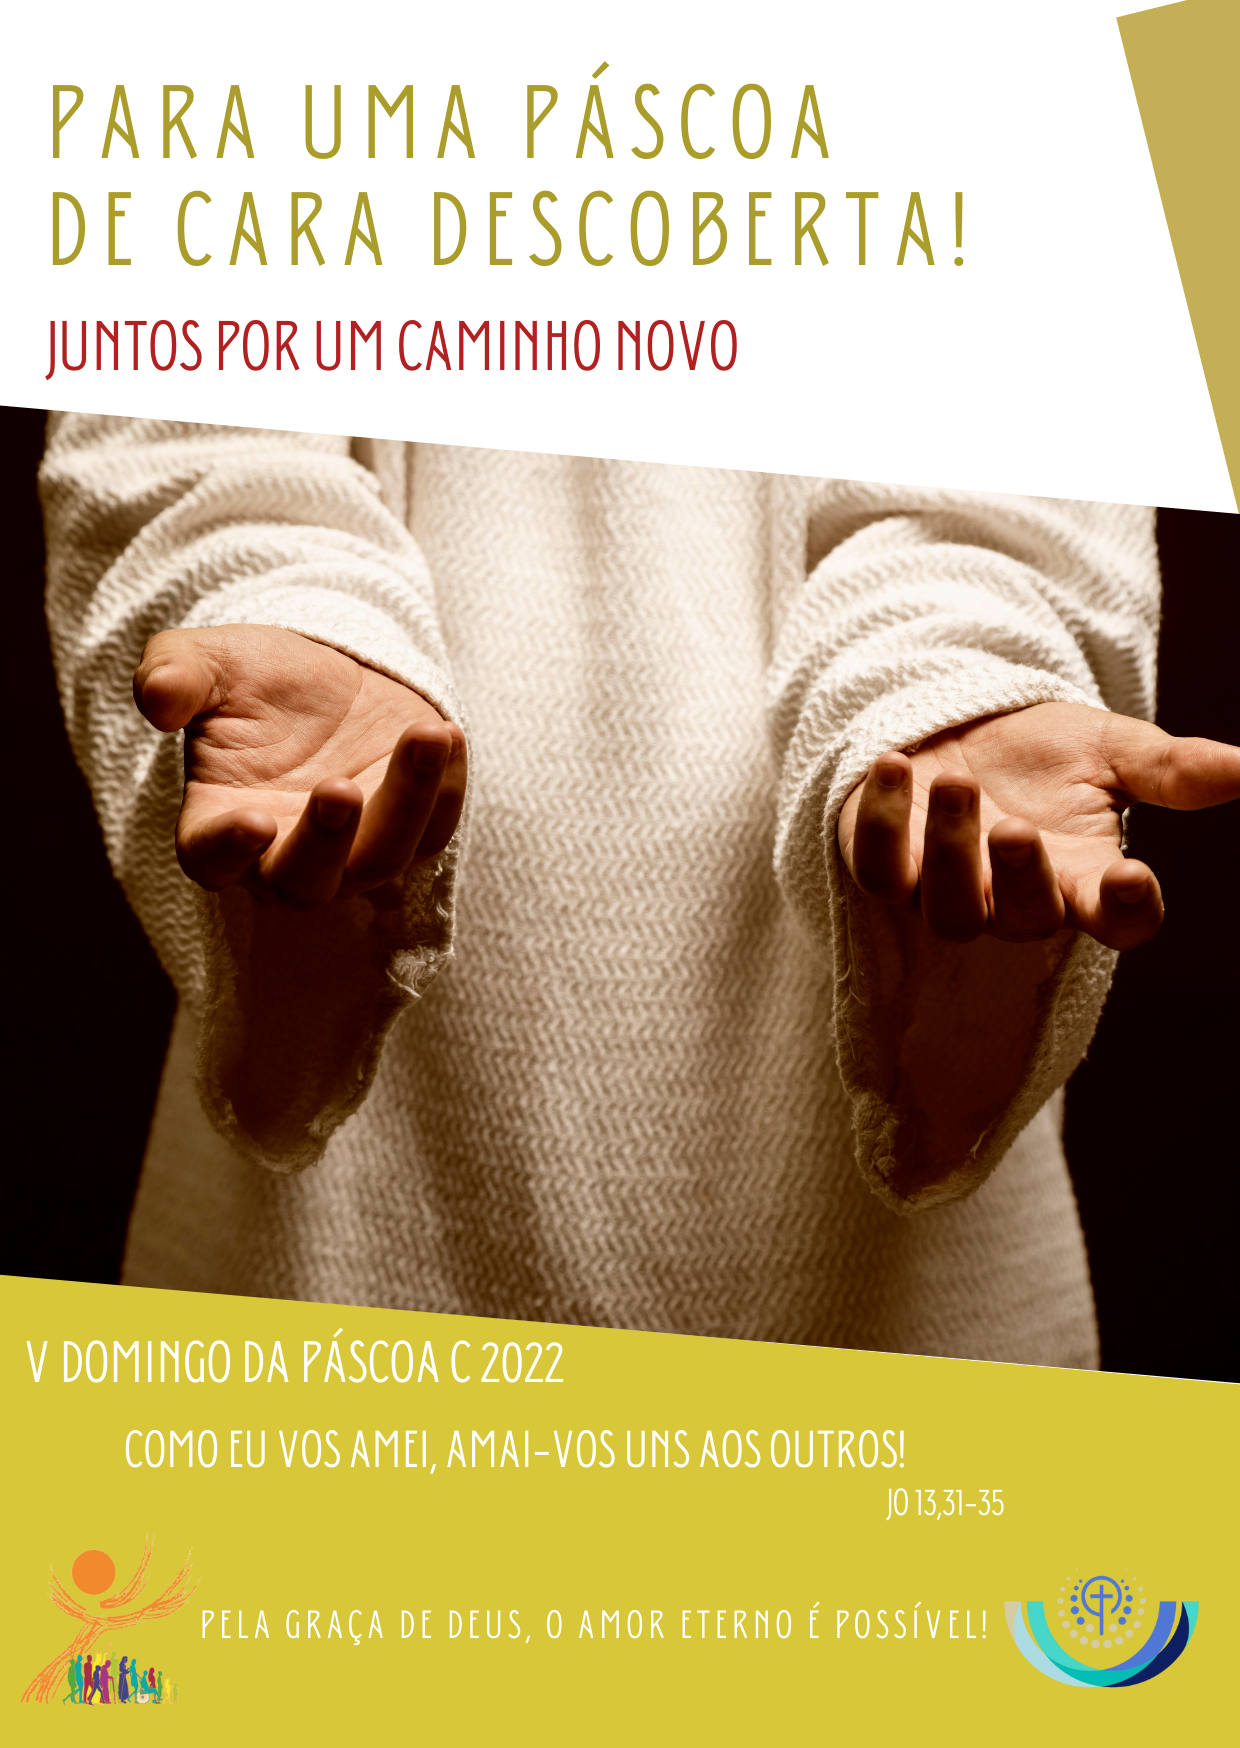 PARA UMA PÁSCOA
DE CARA DESCOBERTA!
JUNTOS POR UM CAMINHO NOVO
V DOMINGO DA PÁSCOA C 2022
COMO EU VOS AMEI, AMAI-VOS UNS AOS OUTROS!
JO 13,31-35
PELA GRAÇA DE DEUS, O AMOR ETERNO É POSSÍVEL!